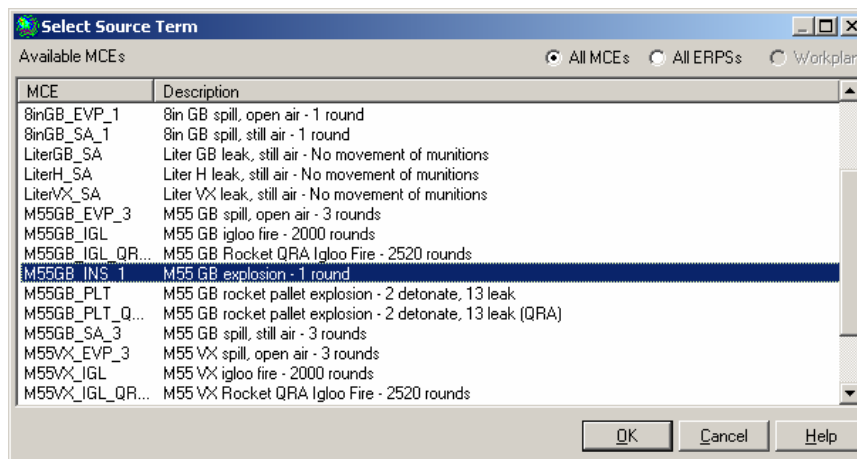 Select Source Term
Available MCEs All MCEs All ERPSs Workplan
MCE Description
8inGB_EVP_1 8in GB spill, open air - 1 round
8inGB_SA_1 8in GB spill, still air - 1 round
LiterGB_SA Liter GB leak, still air - No movement of munitions
LiterH_SA Liter H leak, still air - No movement of munitions
LiterVX_SA Liter VX leak, still air - No movement of munitions
M55GB_EVP_3 M55 GB spill, open air - 3 rounds
M55GB_IGL M55 GB igloo fire - 2000 rounds
M55GB_IGL_QR... M55 GB Rocket QRA Igloo Fire - 2520 rounds
M55GB_INS_1 M55 GB explosion - 1 round
M55GB_PLT M55 GB rocket pallet explosion - 2 detonate, 13 leak
M55GB_PLT_Q... M55 GB rocket pallet explosion - 2 detonate, 13 leak (QRA)
M55GB_SA_3 M55 GB spill, still air - 3 rounds
M55VX_EVP_3 M55 VX spill, open air - 3 rounds
M55VX_IGL M55 VX igloo fire - 2000 rounds
M55VX_IGL_QR... M55 VX Rocket QRA Igloo Fire - 2520 rounds
OK Cancel Help